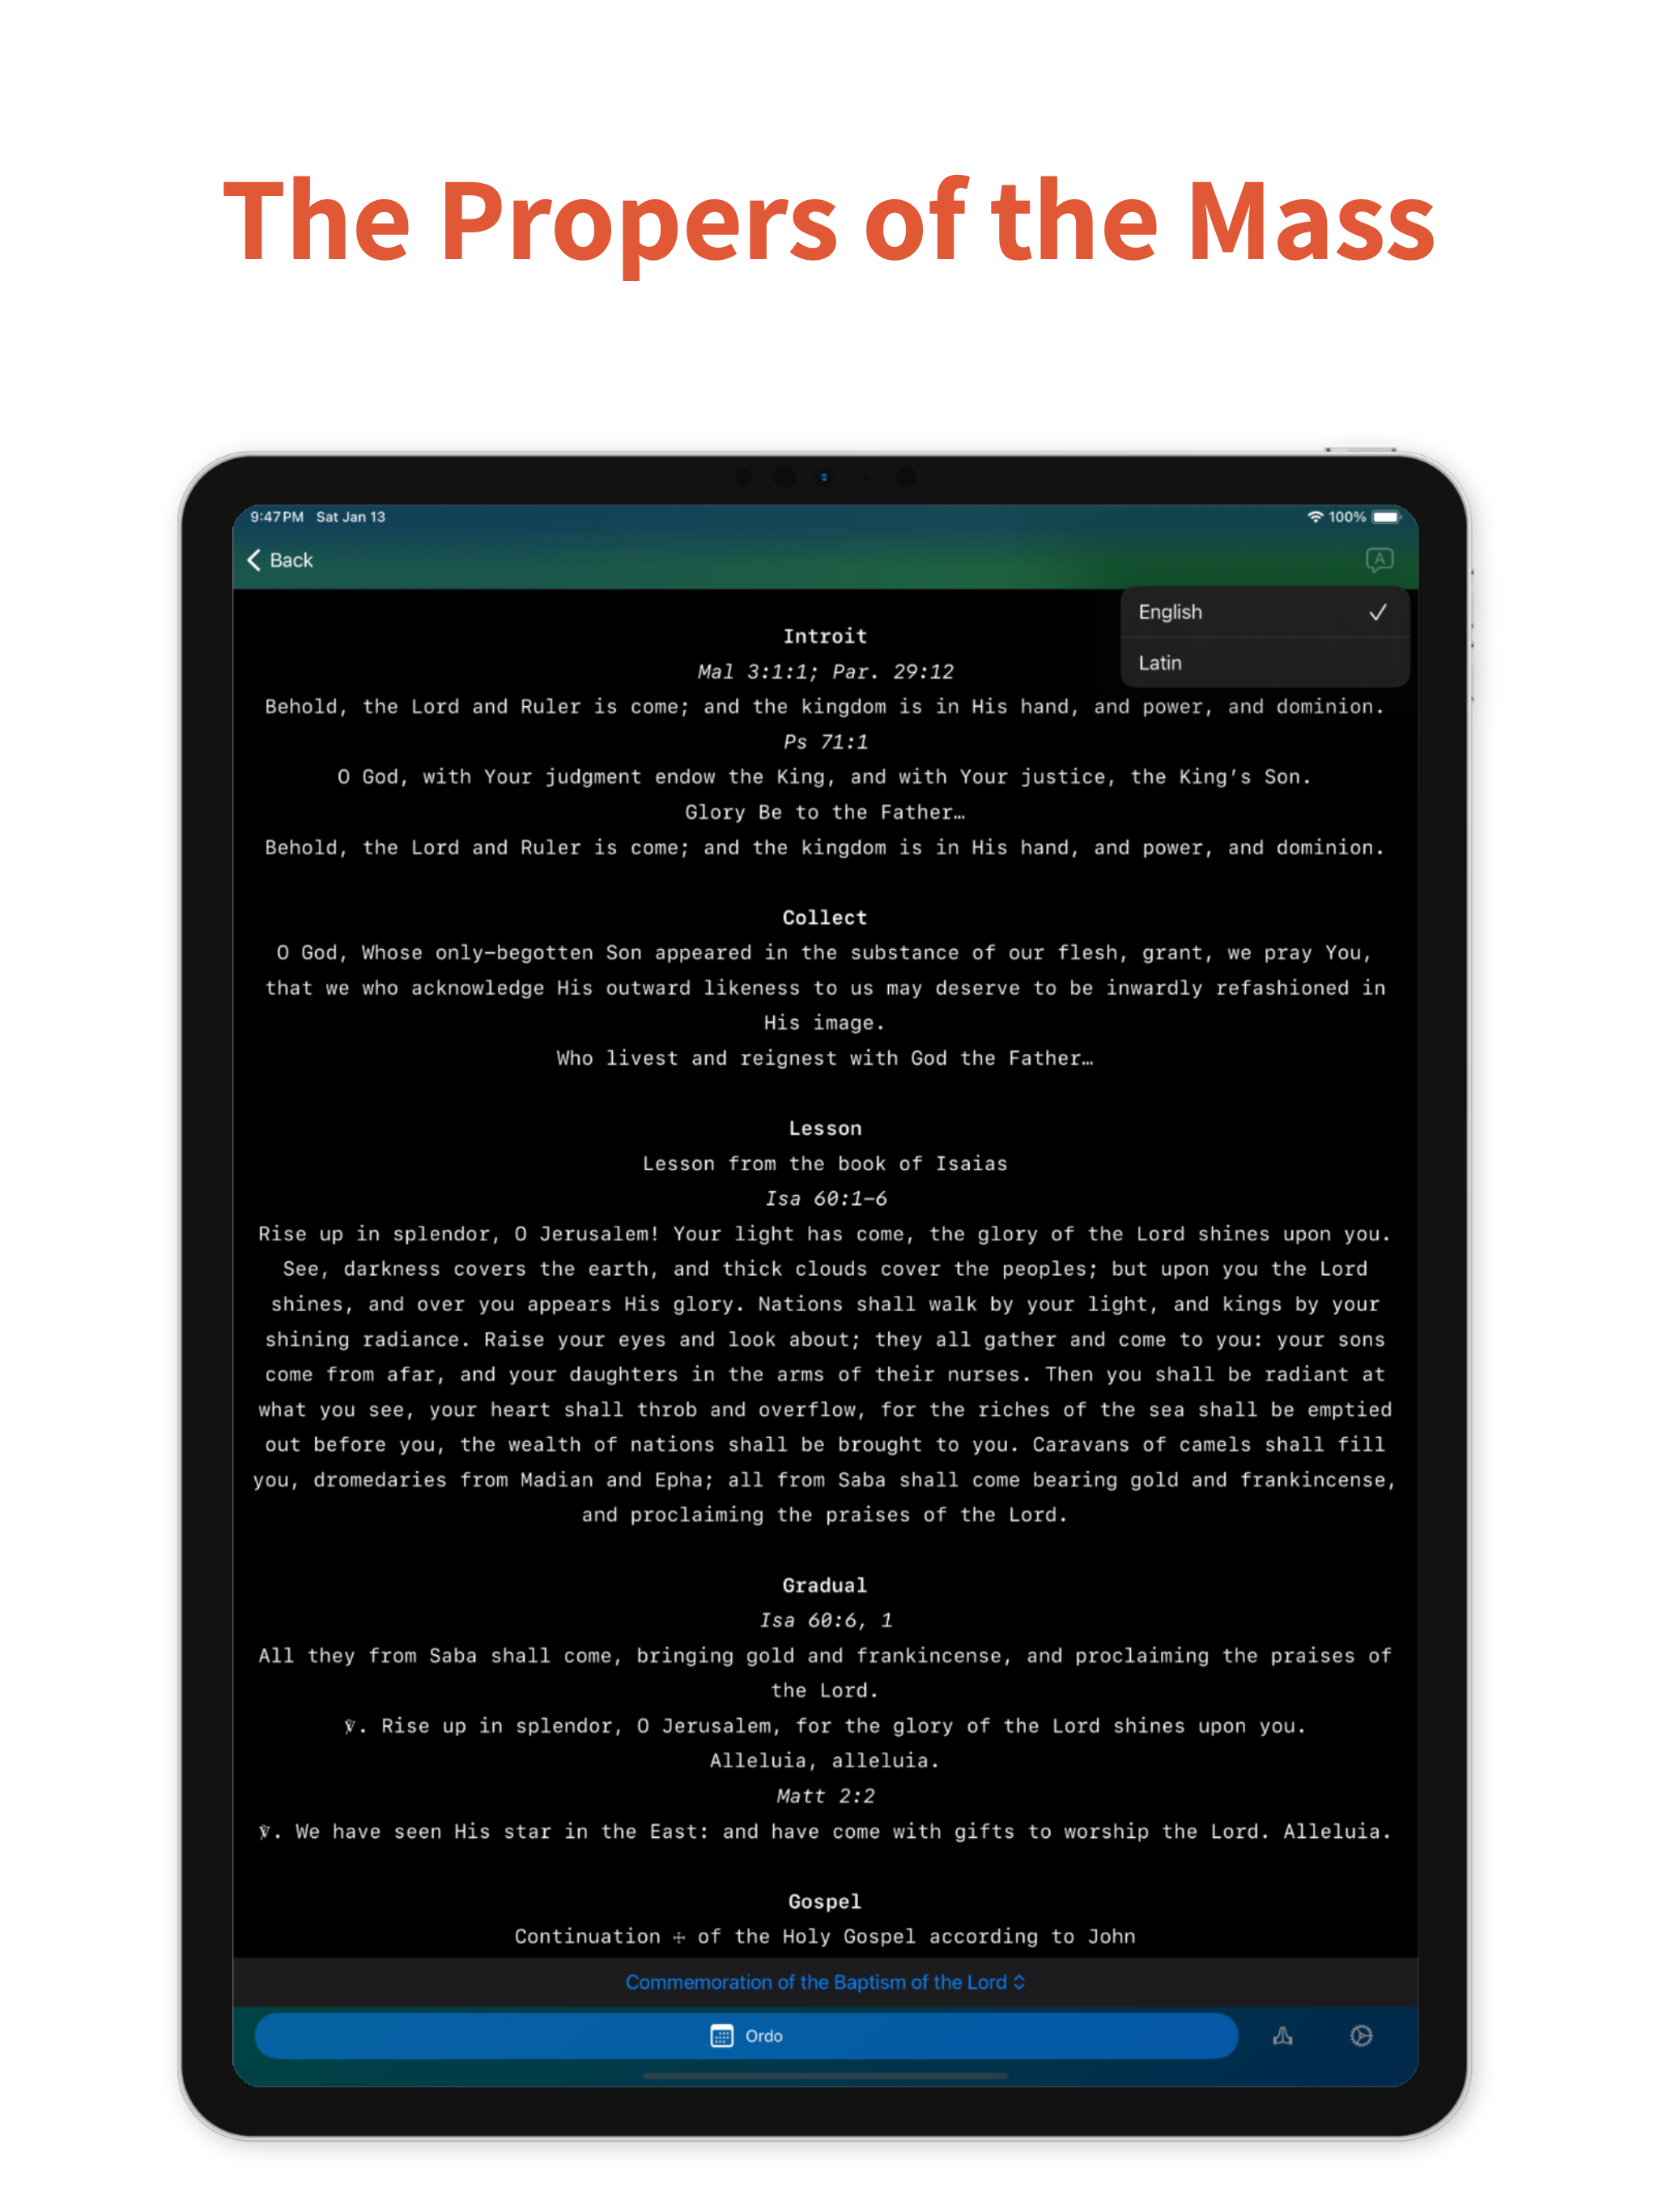 The Propers of the Mass
9:47 PM Sat Jan 13
100%
Back
English
Latin
Introit
Mal 3:1:1; Par. 29:12
Behold, the Lord and Ruler is come; and the kingdom is in His hand, and power, and dominion.
Ps 71:1
O God, with Your judgment endow the King, and with Your justice, the King's Son.
Glory Be to the Father…
Behold, the Lord and Ruler is come; and the kingdom is in His hand, and power, and dominion.
Collect
O God, Whose only-begotten Son appeared in the substance of our flesh, grant, we pray You,
that we who acknowledge His outward likeness to us may deserve to be inwardly refashioned in
His image.
Who livest and reignest with God the Father…
Lesson
Lesson from the book of Isaias
Isa 60:1-6
Rise up in splendor, O Jerusalem! Your light has come, the glory of the Lord shines upon you.
See, darkness covers the earth, and thick clouds cover the peoples; but upon you the Lord
shines, and over you appears His glory. Nations shall walk by your light, and kings by your
shining radiance. Raise your eyes and look about; they all gather and come to you: your sons
come from afar, and your daughters in the arms of their nurses. Then you shall be radiant at
what you see, your heart shall throb and overflow, for the riches of the sea shall be emptied
out before you, the wealth of nations shall be brought to you. Caravans of camels shall fill
you, dromedaries from Madian and Epha; all from Saba shall come bearing gold and frankincense,
and proclaiming the praises of the Lord.
Gradual
Isa 60:6, 1
All they from Saba shall come, bringing gold and frankincense, and proclaiming the praises of
the Lord.
℣. Rise up in splendor, O Jerusalem, for the glory of the Lord shines upon you.
Alleluia, alleluia.
Matt 2:2
℣. We have seen His star in the East: and have come with gifts to worship the Lord. Alleluia.
Gospel
Continuation ☩ of the Holy Gospel according to John
Commemoration of the Baptism of the Lord
Ordo